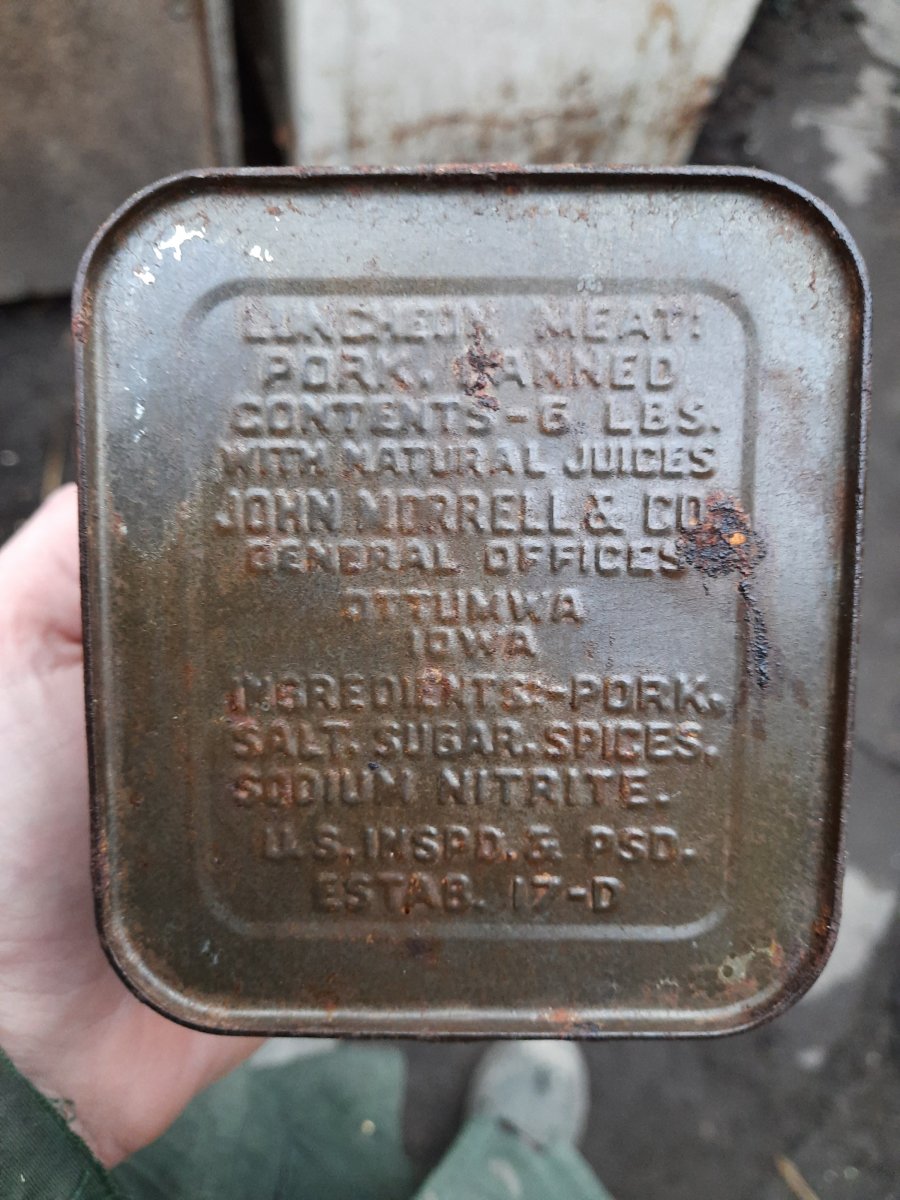 LUNCHEON MEAT:
PORK, CANNED
CONTENTS-6 LBS.
WITH NATURAL JUICES
JOHN MORRELL & CO.
GENERAL OFFICES
OTTUMWA
IOWA
INGREDIENTS:-PORK,
SALT, SUGAR, SPICES,
SODIUM NITRITE.
U.S. INSPD. & PSD.
ESTAB. 17-D